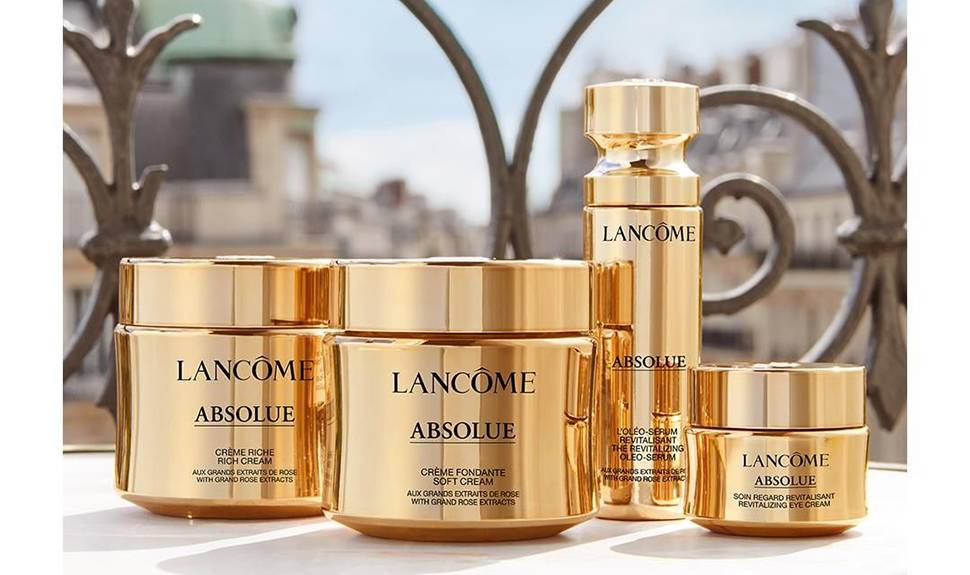 LANCÔME
ABSOLUE
CRÈME RICHE
RICH CREAM
AUX GRANDS EXTRAITS DE ROSE
WITH GRAND ROSE EXTRACTS
LANCÔME
ABSOLUE
CRÈME FONDANTE
SOFT CREAM
AUX GRANDS EXTRAITS DE ROSE
WITH GRAND ROSE EXTRACTS
LANCÔME
ABSOLUE
L'OLÉO-SERUM
REVITALISANT
THE REVITALIZING
OLEO-SERUM
AUX GRANDS EXTRAITS DE
WITH GRAND ROSE EXTRACTS
LANCÔME
ABSOLUE
SOIN REGARD REVITALISANT
REVITALIZING EYE CREAM